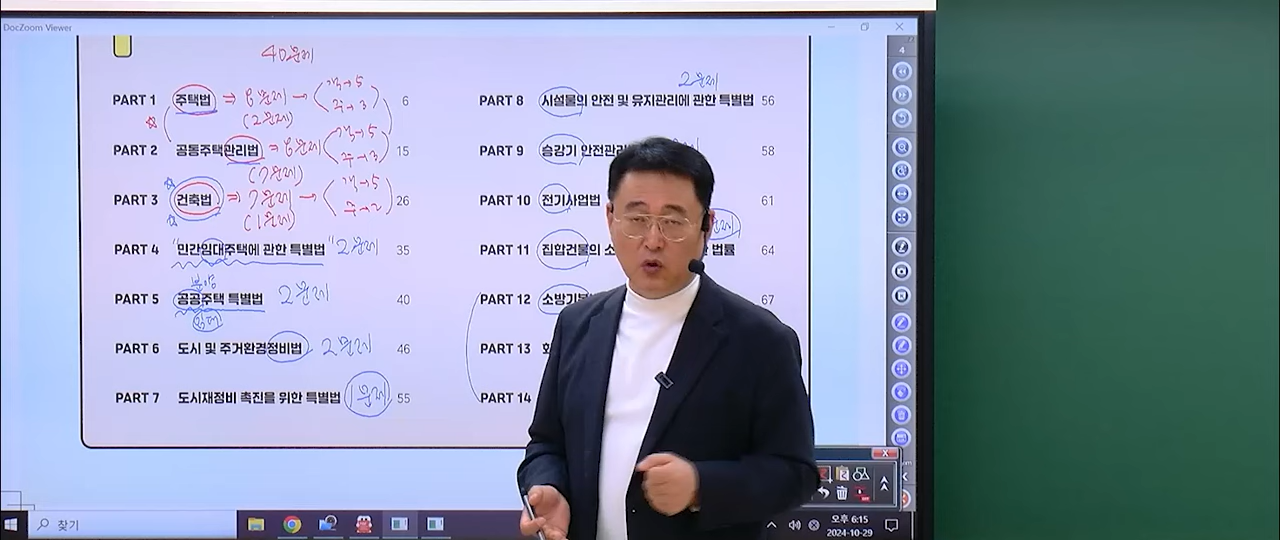 DocZoom Viewer
40문제
PART 1 주택법 ⇒ 8문제 → 객→5 주→3 6
(2문제)
PART 2 공동주택관리법 ⇒ 8문제 객→5 주→3 15
(7문제)
PART 3 건축법 ⇒ 7문제 → 객→5 주→2 26
(1문제)
PART 4 "민간임대주택에 관한 특별법" 2문제 35
분양
PART 5 공공주택 특별법 2문제 40
임대
PART 6 도시 및 주거환경정비법 2문제 46
PART 7 도시재정비 촉진을 위한 특별법 1문제 55
2문제
PART 8 시설물의 안전 및 유지관리에 관한 특별법 56
PART 9 승강기 안전관리 58
PART 10 전기사업법 61
PART 11 집합건물의 소 법률 64
PART 12 소방기본 67
PART 13
PART 14
4
찾기
오후 6:15
2024-10-29